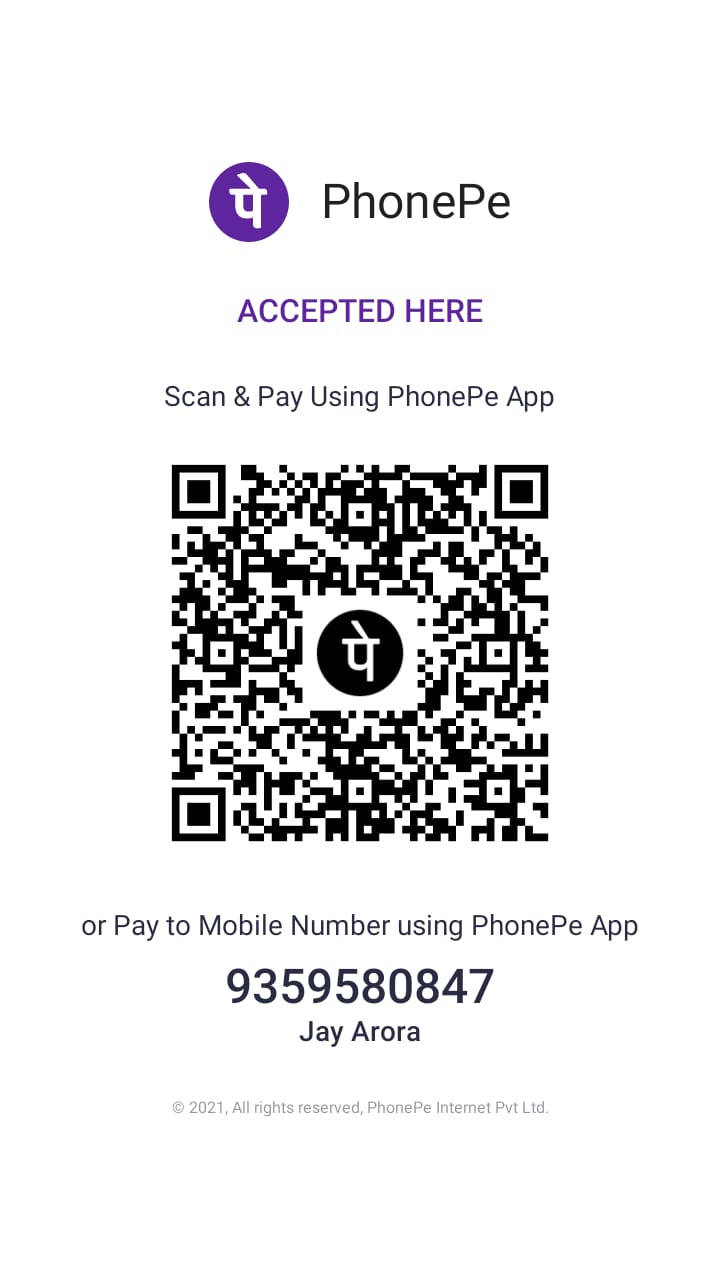 पे PhonePe
ACCEPTED HERE
Scan & Pay Using PhonePe App
पे
or Pay to Mobile Number using PhonePe App
9359580847
Jay Arora
© 2021, All rights reserved, PhonePe Internet Pvt Ltd.